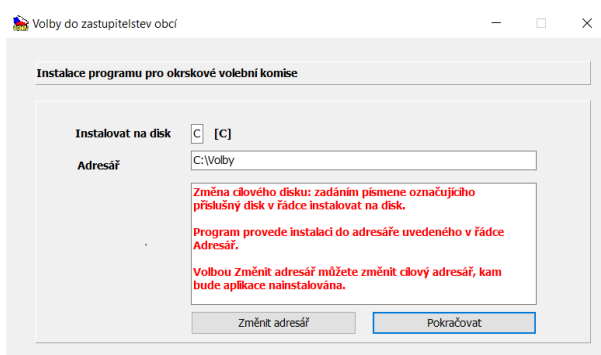 Volby do zastupitelstev obcí
Instalace programu pro okrskové volební komise
Instalovat na disk C [C]
Adresář C:\Volby
Změna cílového disku: zadáním písmene označujícího
příslušný disk v řádce instalovat na disk.
Program provede instalaci do adresáře uvedeného v řádce
Adresář.
Volbou Změnit adresář můžete změnit cílový adresář, kam
bude aplikace nainstalována.
Změnit adresář Pokračovat